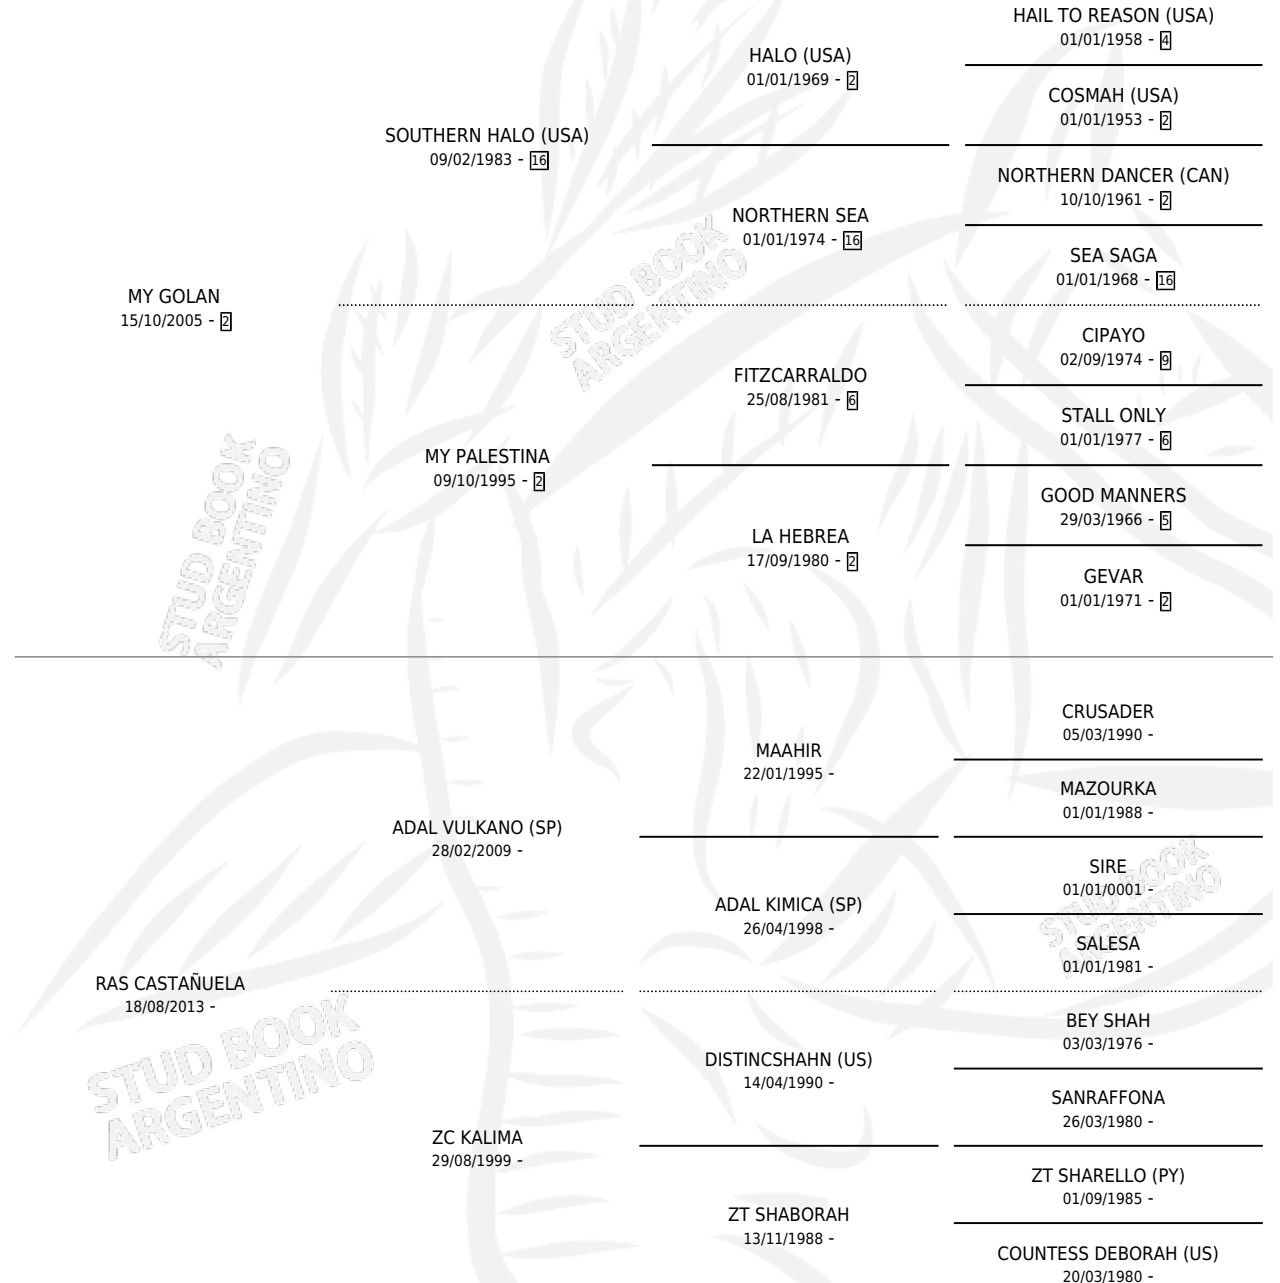 HAIL TO REASON (USA)
01/01/1958 - 4
HALO (USA)
01/01/1969 - 2
COSMAH (USA)
01/01/1953 - 2
SOUTHERN HALO (USA)
09/02/1983 - 16
NORTHERN DANCER (CAN)
10/10/1961 - 2
NORTHERN SEA
01/01/1974 - 16
SEA SAGA
01/01/1968 - 16
MY GOLAN
15/10/2005 - 2
CIPAYO
02/09/1974 - 9
FITZCARRALDO
25/08/1981 - 6
STALL ONLY
01/01/1977 - 6
MY PALESTINA
09/10/1995 - 2
GOOD MANNERS
29/03/1966 - 5
LA HEBREA
17/09/1980 - 2
GEVAR
01/01/1971 - 2
STUD BOOK
ARGENTINO
STUD BOOK
ARGENTINO
CRUSADER
05/03/1990 -
MAAHIR
22/01/1995 -
MAZOURKA
01/01/1988 -
ADAL VULKANO (SP)
28/02/2009 -
SIRE
01/01/0001 -
ADAL KIMICA (SP)
26/04/1998 -
SALESA
01/01/1981 -
STUD BOOK
ARGENTINO
RAS CASTAÑUELA
18/08/2013 -
BEY SHAH
03/03/1976 -
DISTINCSHAHN (US)
14/04/1990 -
SANRAFFONA
26/03/1980 -
STUD BOOK
ARGENTINO
ZC KALIMA
29/08/1999 -
ZT SHARELLO (PY)
01/09/1985 -
ZT SHABORAH
13/11/1988 -
COUNTESS DEBORAH (US)
20/03/1980 -